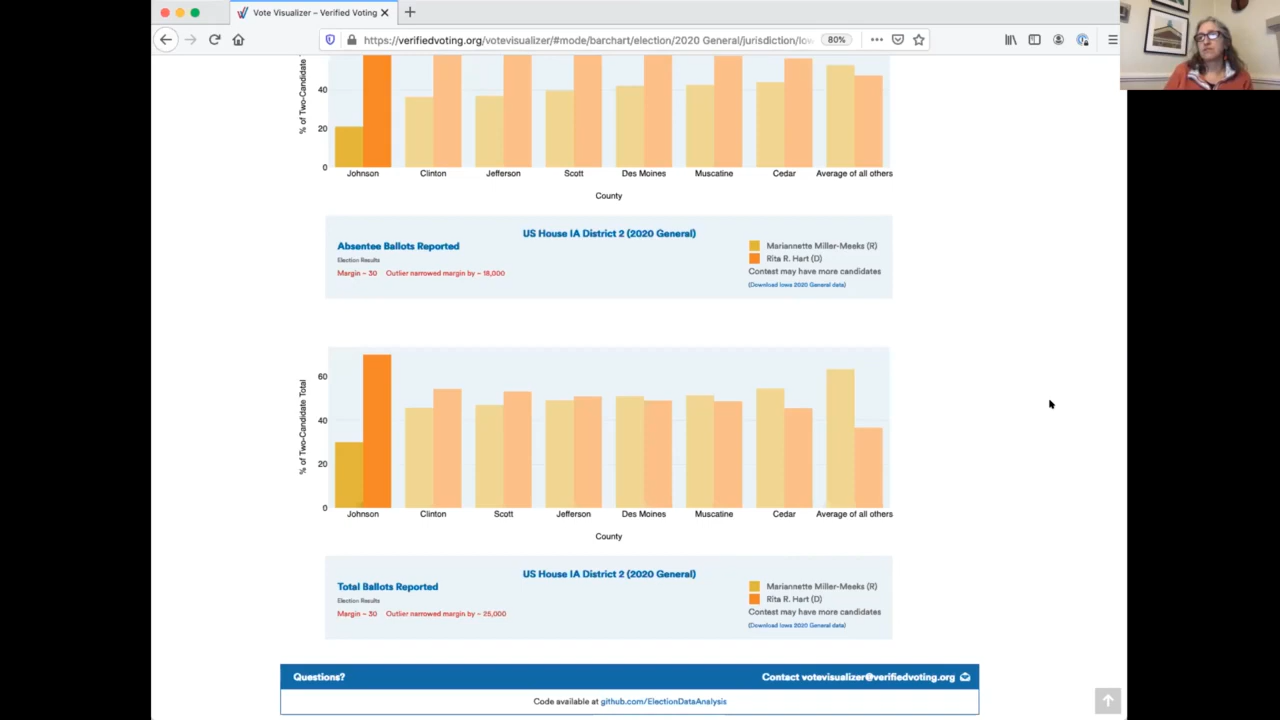 Vote Visualizer – Verified Voting
https://verifiedvoting.org/votevisualizer/#mode/barchart/election/2020 General/jurisdiction/Iow
80%
% of Two-Candidate
40
20
0
Johnson Clinton Jefferson Scott Des Moines Muscatine Cedar Average of all others
County
US House IA District 2 (2020 General)
Absentee Ballots Reported
Election Results
Margin ~ 30 Outlier narrowed margin by ~ 18,000
Mariannette Miller-Meeks (R)
Rita R. Hart (D)
Contest may have more candidates
(Download Iowa 2020 General data)
% of Two-Candidate Total
60
40
20
0
Johnson Clinton Scott Jefferson Des Moines Muscatine Cedar Average of all others
County
US House IA District 2 (2020 General)
Total Ballots Reported
Election Results
Margin ~ 30 Outlier narrowed margin by ~ 25,000
Mariannette Miller-Meeks (R)
Rita R. Hart (D)
Contest may have more candidates
(Download Iowa 2020 General data)
Questions? Contact votevisualizer@verifiedvoting.org
Code available at github.com/ElectionDataAnalysis